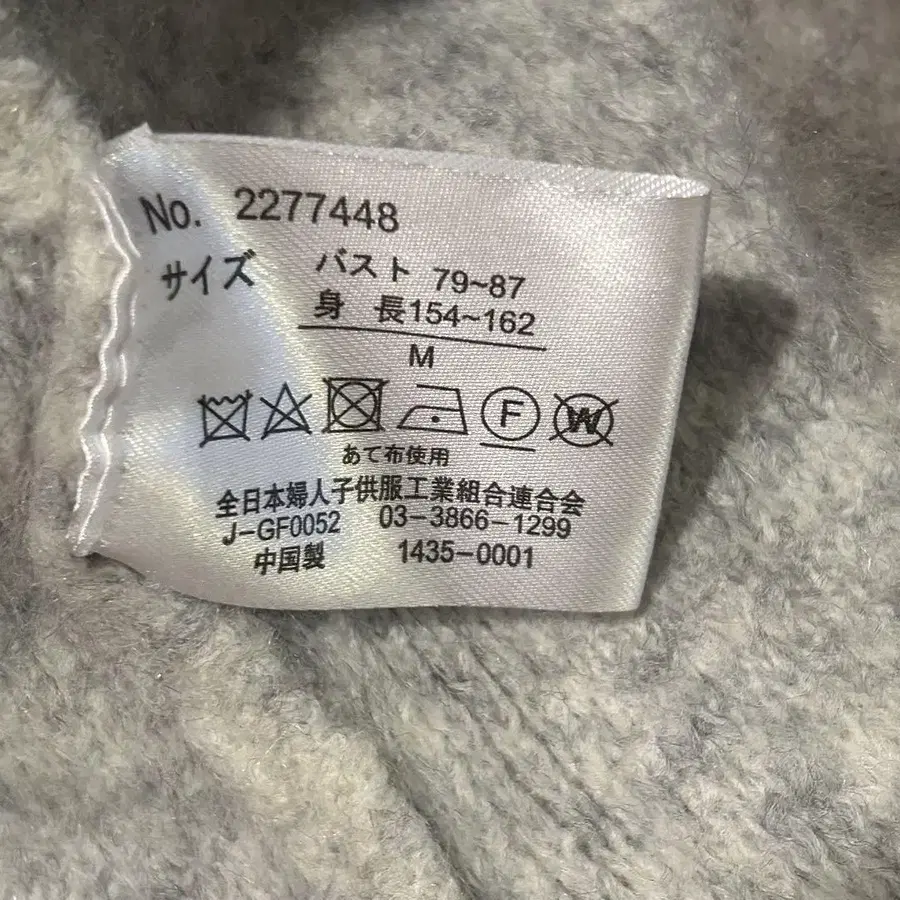 No. 2277448
サイズ バスト 79~87
身 長154~162
M
F W
あて布使用
全日本婦人子供服工業組合連合会
J-GF0052 03-3866-1299
中国製 1435-0001